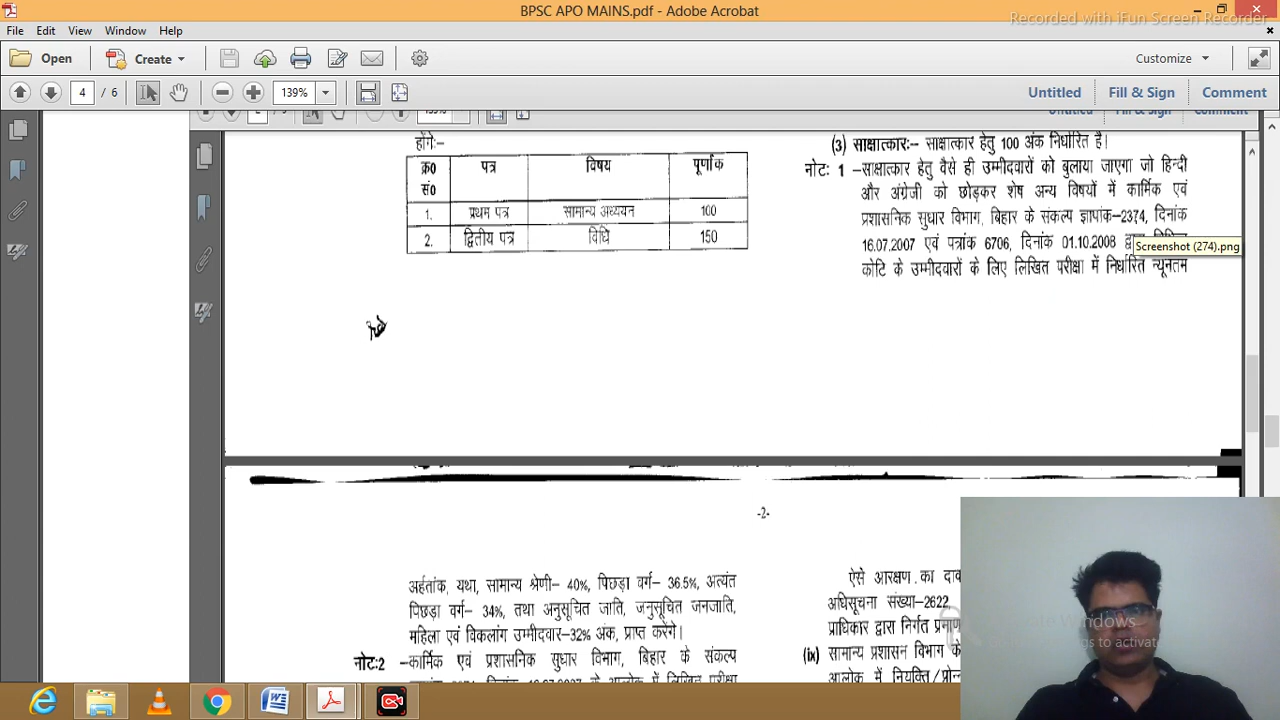 BPSC APO MAINS.pdf - Adobe Acrobat
Recorded with iFun Screen Recorder
File Edit View Window Help
Open Create Customize
4 / 6 139% Untitled Fill & Sign Comment
होंगे:-
क्र० सं० पत्र विषय पूर्णांक
1. प्रथम पत्र सामान्य अध्ययन 100
2. द्वितीय पत्र विधि 150
(3) साक्षात्कार:- साक्षात्कार हेतु 100 अंक निर्धारित है।
नोट: 1 -साक्षात्कार हेतु वैसे ही उम्मीदवारों को बुलाया जाएगा जो हिन्दी
और अंग्रेजी को छोड़कर शेष अन्य विषयों में कार्मिक एवं
प्रशासनिक सुधार विभाग, बिहार के संकल्प ज्ञापांक-2374, दिनांक
16.07.2007 एवं पत्रांक 6706, दिनांक 01.10.2008
Screenshot (274).png
कोटि के उम्मीदवारों के लिए लिखित परीक्षा में निर्धारित न्यूनतम
-2-
अर्हतांक, यथा, सामान्य श्रेणी- 40%, पिछड़ा वर्ग- 36.5%, अत्यंत
पिछड़ा वर्ग- 34%, तथा अनुसूचित जाति, जनुसूचित जनजाति,
महिला एवं विकलांग उम्मीदवार-32% अंक, प्राप्त करेंगे।
नोट:2 -कार्मिक एवं प्रशासनिक सुधार विभाग, बिहार के संकल्प
ऐसे आरक्षण का
अधिसूचना संख्या-2622,
प्राधिकार द्वारा निर्गत
(ix) सामान्य प्रशासन विभाग के
आलोक में
Windows